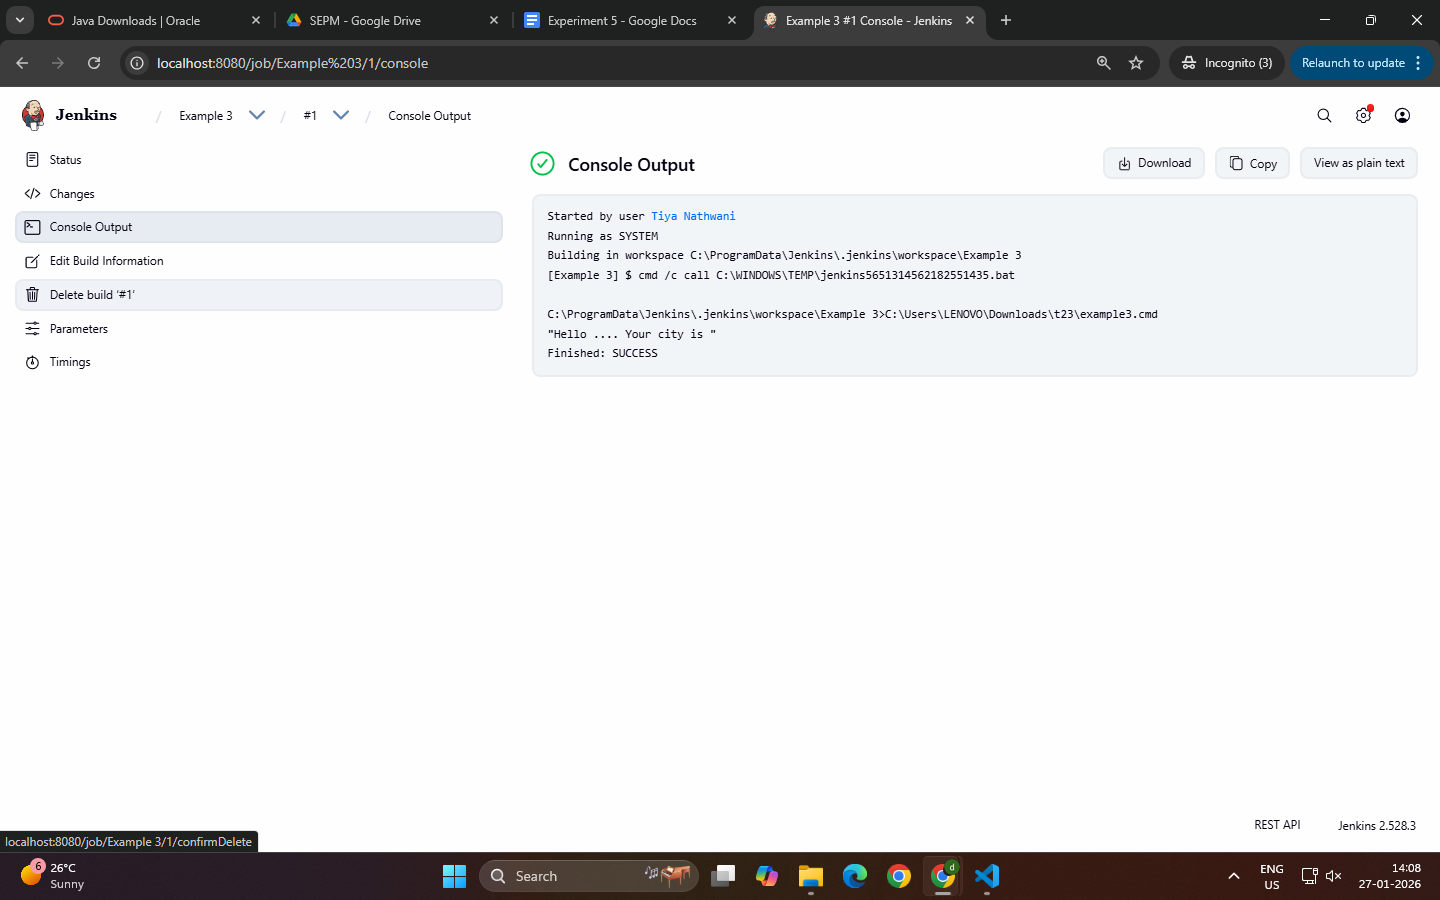 Java Downloads | Oracle
SEPM - Google Drive
Experiment 5 - Google Docs
Example 3 #1 Console - Jenkins
localhost:8080/job/Example%203/1/console
Incognito (3)
Relaunch to update
Jenkins
/ Example 3 / #1 / Console Output
Status
Changes
Console Output
Edit Build Information
Delete build ‘#1’
Parameters
Timings
Console Output
Download
Copy
View as plain text
Started by user Tiya Nathwani
Running as SYSTEM
Building in workspace C:\ProgramData\Jenkins\.jenkins\workspace\Example 3
[Example 3] $ cmd /c call C:\WINDOWS\TEMP\jenkins5651314562182551435.bat
C:\ProgramData\Jenkins\.jenkins\workspace\Example 3>C:\Users\LENOVO\Downloads\t23\example3.cmd
"Hello .... Your city is "
Finished: SUCCESS
REST API
Jenkins 2.528.3
localhost:8080/job/Example 3/1/confirmDelete
6
26°C
Sunny
Search
d
ENG
US
14:08
27-01-2026